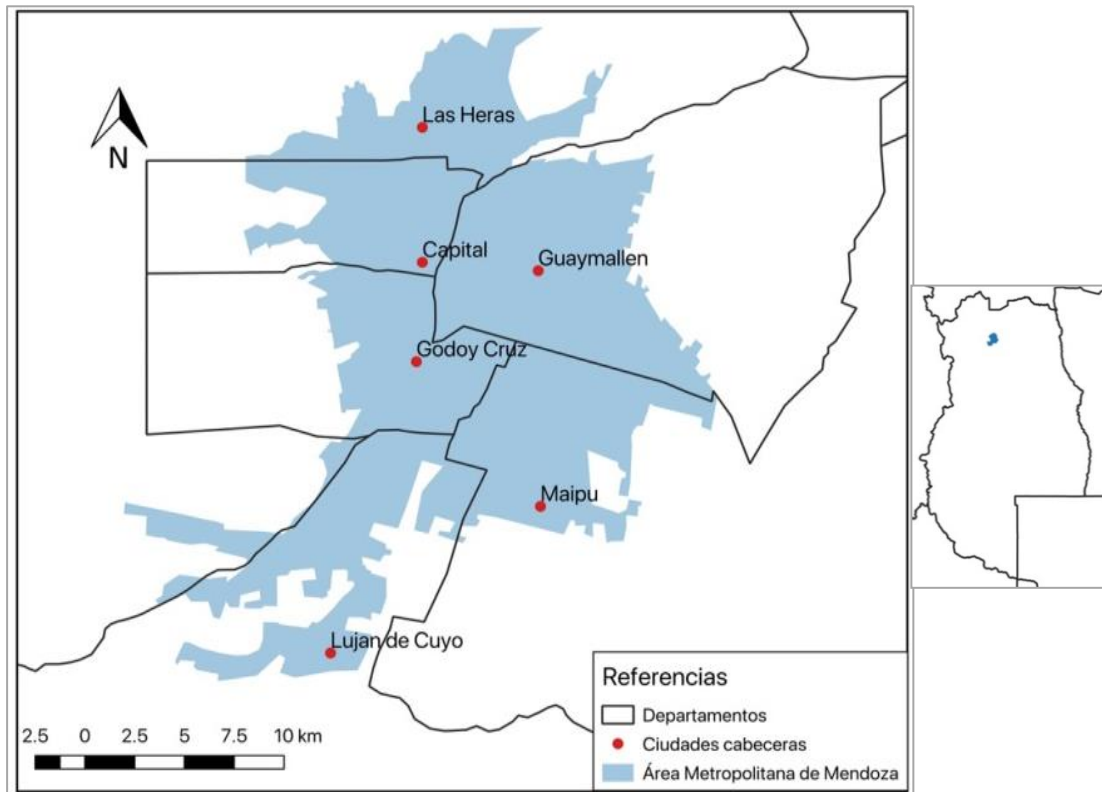 Las Heras
N
Capital
Guaymallen
Godoy Cruz
Maipu
Lujan de Cuyo
Referencias
Departamentos
Ciudades cabeceras
Área Metropolitana de Mendoza
2.5 0 2.5 5 7.5 10 km